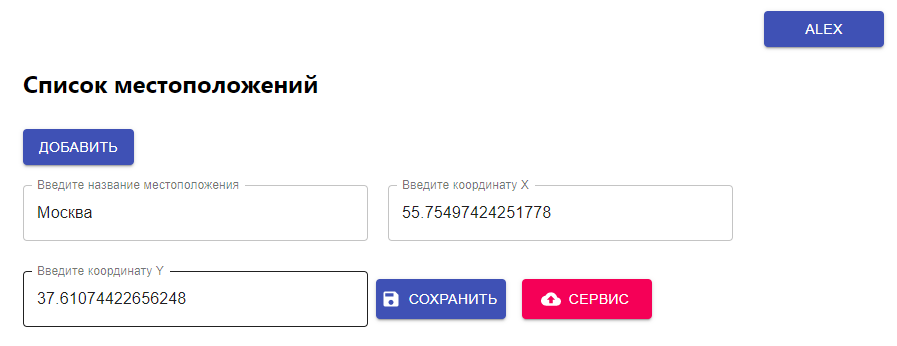 ALEX
Список местоположений
ДОБАВИТЬ
Введите название местоположения
Москва
Введите координату X
55.75497424251778
Введите координату Y
37.61074422656248
СОХРАНИТЬ
СЕРВИС